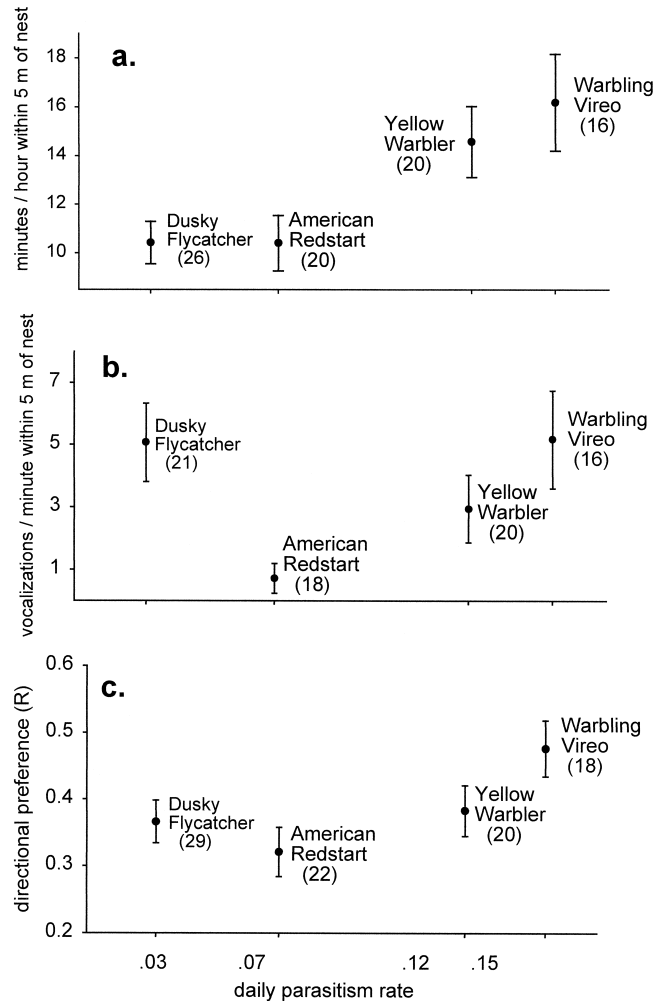 a.
minutes / hour within 5 m of nest
18
16
14
12
10
Dusky
Flycatcher
(26)
American
Redstart
(20)
Yellow
Warbler
(20)
Warbling
Vireo
(16)
b.
vocalizations / minute within 5 m of nest
7
5
3
1
Dusky
Flycatcher
(21)
American
Redstart
(18)
Yellow
Warbler
(20)
Warbling
Vireo
(16)
c.
directional preference (R)
0.6
0.5
0.4
0.3
0.2
Dusky
Flycatcher
(29)
American
Redstart
(22)
Yellow
Warbler
(20)
Warbling
Vireo
(18)
.03 .07 .12 .15
daily parasitism rate